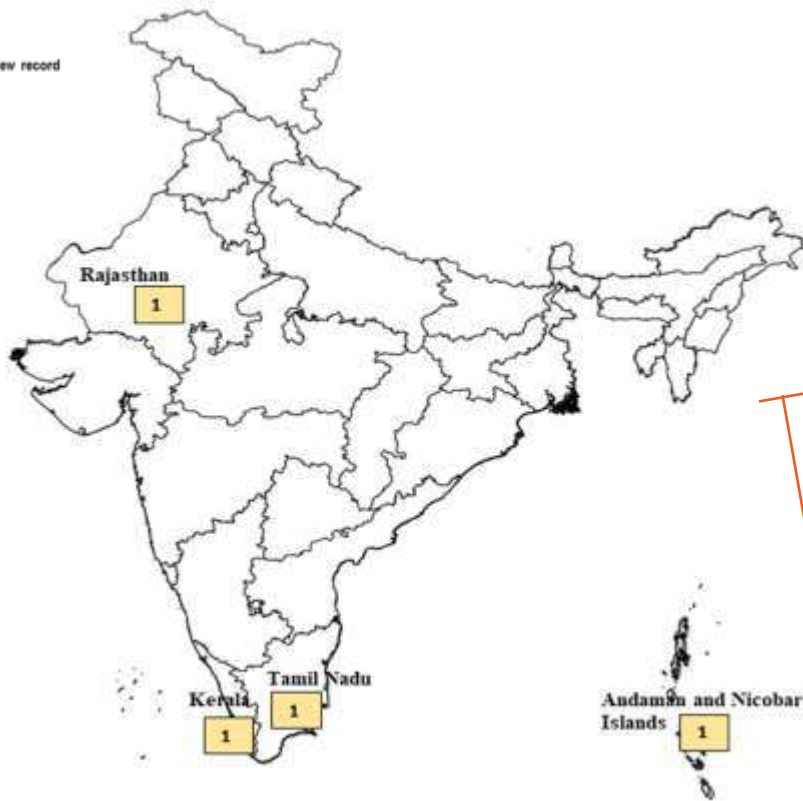 ew record
Rajasthan
1
Tamil Nadu
1
Kerala
1
Andaman and Nicobar
Islands
1